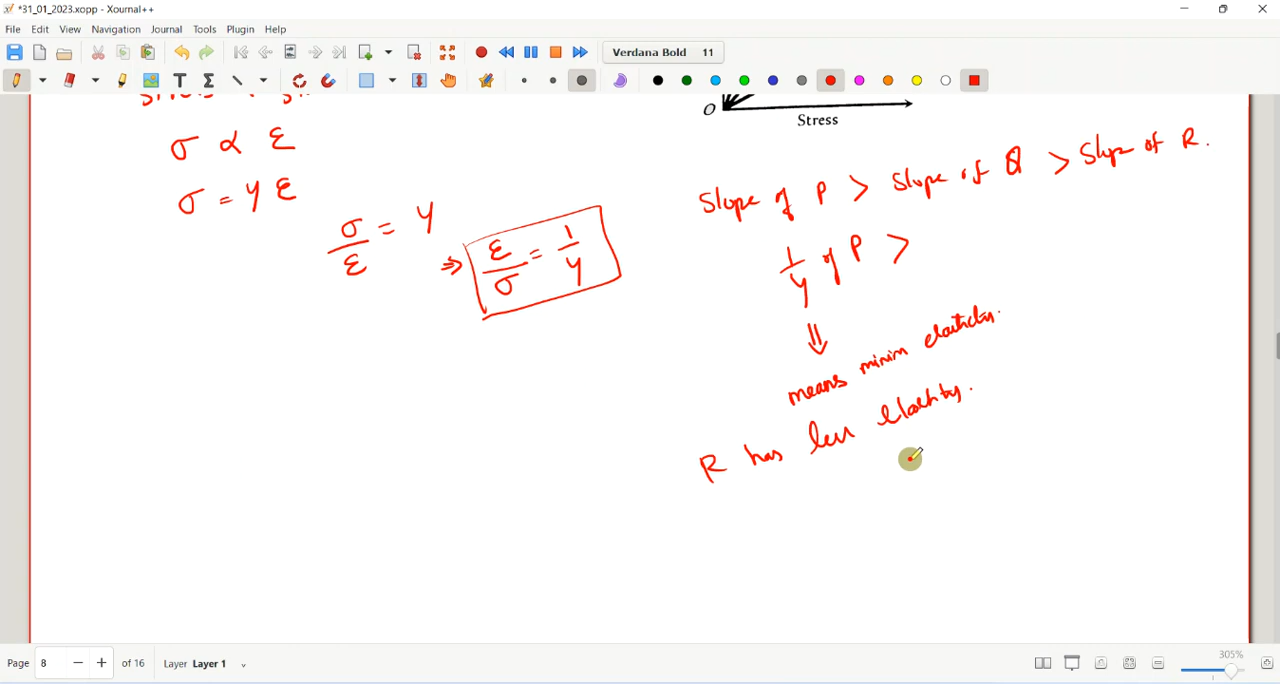 *31_01_2023.xopp - Xournal++
File Edit View Navigation Journal Tools Plugin Help
Verdana Bold 11
σ ∝ ε
σ = Y ε
σ/ε = Y
⇒ ε/σ = 1/Y
O
Stress
Slope of P > Slope of Q > Slope of R.
1/Y of P >
⇓
means minim elasticity.
R has less elasticity.
Page 8 of 16 Layer Layer 1
331%